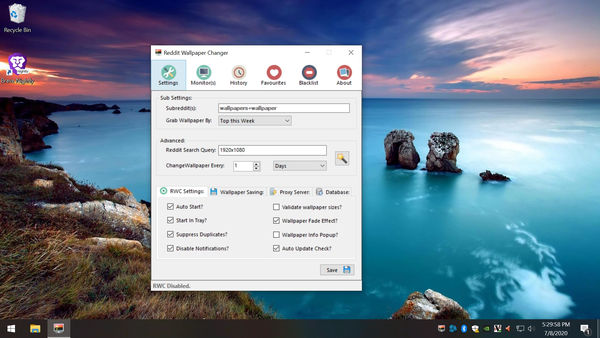 Recycle Bin
Reddit Wallpaper Changer
Settings
Monitor(s)
History
Favourites
Blacklist
About
Sub Settings:
Subreddit(s): wallpapers+wallpaper
Grab Wallpaper By: Top this Week
Advanced:
Reddit Search Query: 1920x1080
ChangeWallpaper Every: 1 Days
RWC Settings: Wallpaper Saving: Proxy Server: Database:
Auto Start? Validate wallpaper sizes?
Start In Tray? Wallpaper Fade Effect?
Suppress Duplicates? Wallpaper Info Popup?
Disable Notifications? Auto Update Check?
Save
RWC Disabled.
5:29:58 PM
7/8/2020